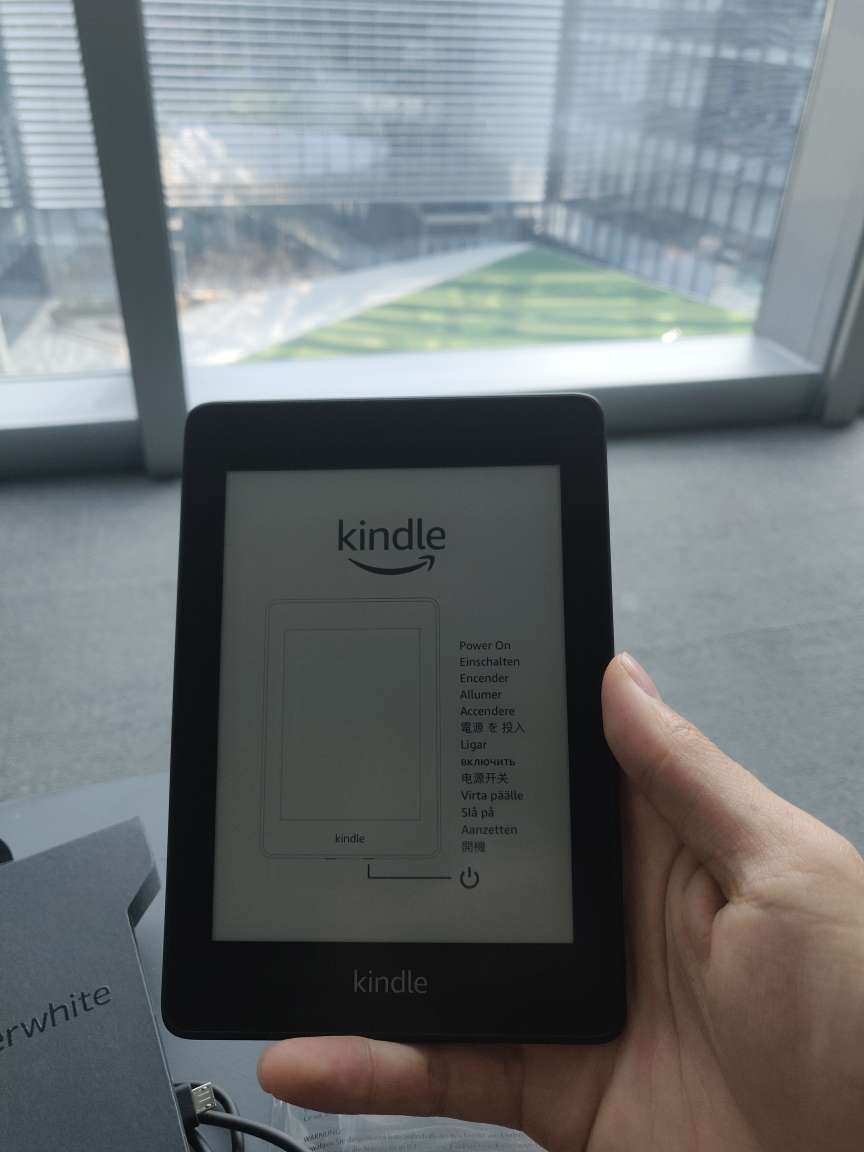 kindle
Power On
Einschalten
Encender
Allumer
Accendere
電源 を 投入
Ligar
включить
电源开关
Virta päälle
Slå på
Aanzetten
開機
kindle
kindle
erwhite
WARNUNG